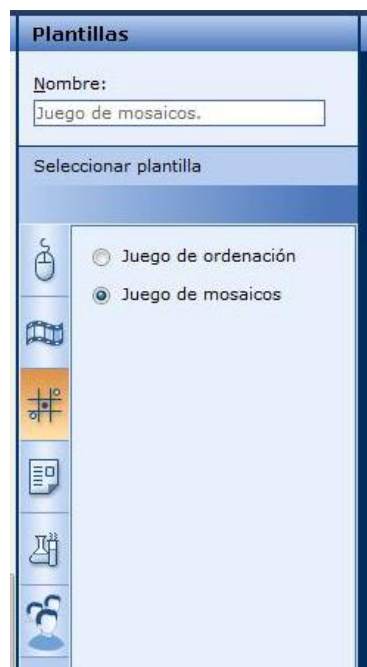 Plantillas
Nombre:
Juego de mosaicos.
Seleccionar plantilla
Juego de ordenación
Juego de mosaicos